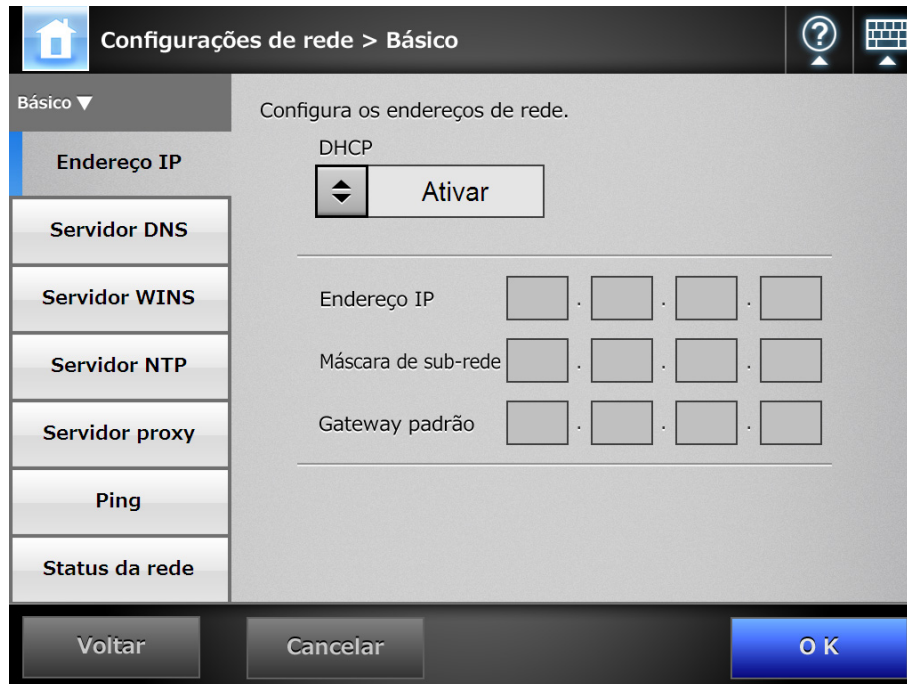 Configurações de rede > Básico
?
Básico ▼
Endereço IP
Servidor DNS
Servidor WINS
Servidor NTP
Servidor proxy
Ping
Status da rede
Configura os endereços de rede.
DHCP
Ativar
Endereço IP . . .
Máscara de sub-rede . . .
Gateway padrão . . .
Voltar
Cancelar
O K